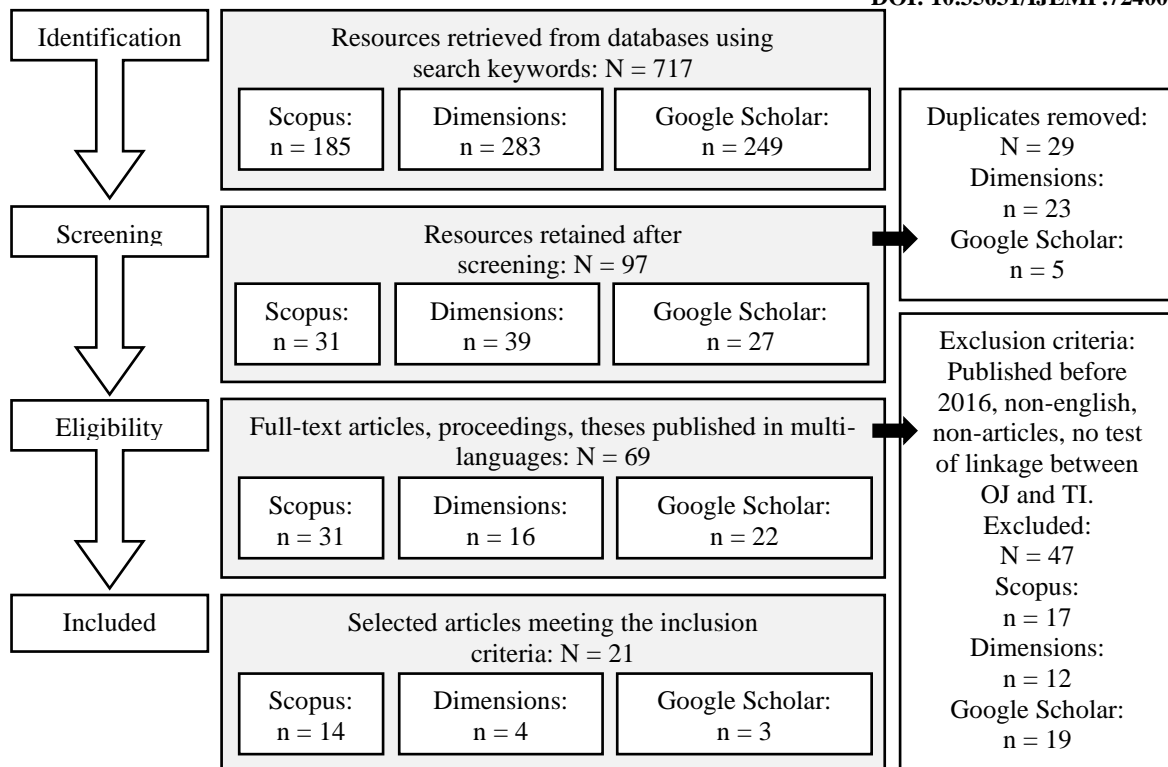 Identification
Resources retrieved from databases using
search keywords: N = 717
Scopus:
n = 185
Dimensions:
n = 283
Google Scholar:
n = 249
Duplicates removed:
N = 29
Dimensions:
n = 23
Google Scholar:
n = 5
Screening
Resources retained after
screening: N = 97
Scopus:
n = 31
Dimensions:
n = 39
Google Scholar:
n = 27
Exclusion criteria:
Published before
2016, non-english,
non-articles, no test
of linkage between
OJ and TI.
Excluded:
N = 47
Scopus:
n = 17
Dimensions:
n = 12
Google Scholar:
n = 19
Eligibility
Full-text articles, proceedings, theses published in multi-
languages: N = 69
Scopus:
n = 31
Dimensions:
n = 16
Google Scholar:
n = 22
Included
Selected articles meeting the inclusion
criteria: N = 21
Scopus:
n = 14
Dimensions:
n = 4
Google Scholar:
n = 3